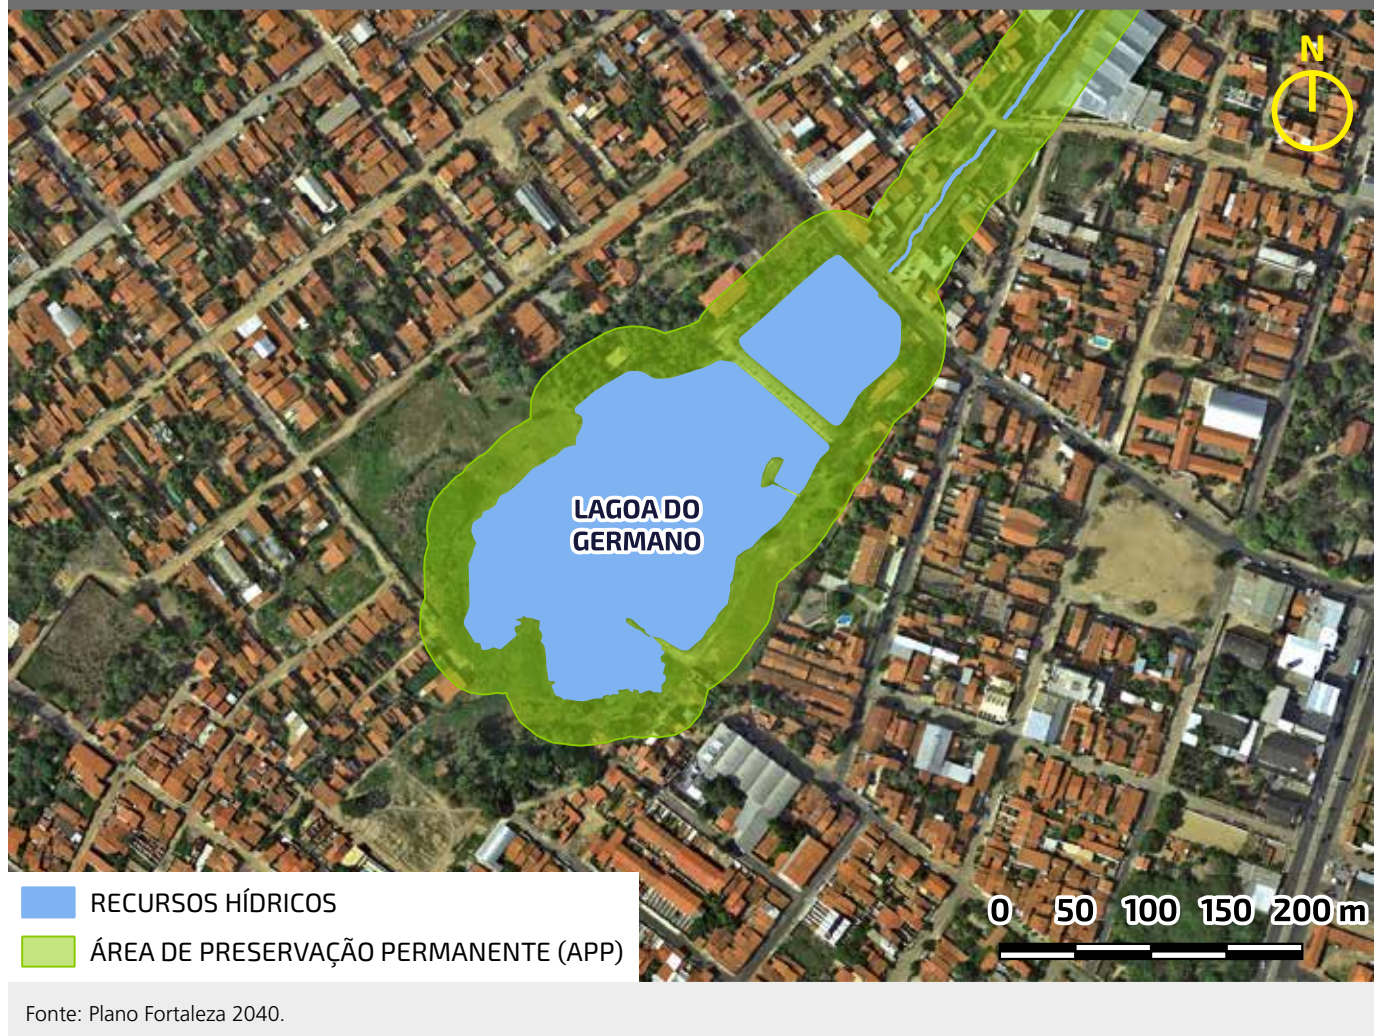 N
LAGOA DO
GERMANO
RECURSOS HÍDRICOS
ÁREA DE PRESERVAÇÃO PERMANENTE (APP)
0 50 100 150 200 m
Fonte: Plano Fortaleza 2040.